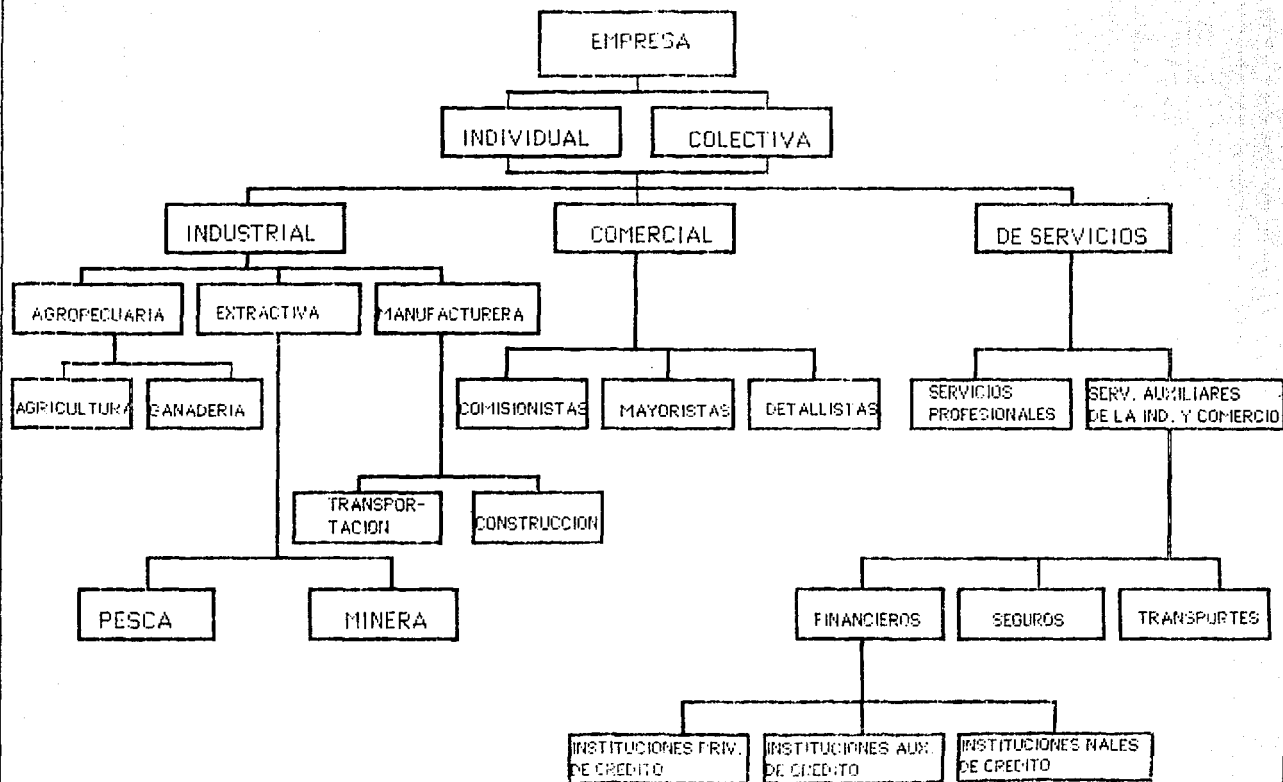 EMPRESA
INDIVIDUAL
COLECTIVA
INDUSTRIAL
COMERCIAL
DE SERVICIOS
AGROPECUARIA
EXTRACTIVA
MANUFACTURERA
AGRICULTURA
GANADERIA
COMISIONISTAS
MAYORISTAS
DETALLISTAS
SERVICIOS
PROFESIONALES
SERV. AUXILIARES
DE LA IND. Y COMERCIO
TRANSPOR-
TACION
CONSTRUCCION
PESCA
MINERA
FINANCIEROS
SEGUROS
TRANSPORTES
INSTITUCIONES PRIV.
DE CREDITO
INSTITUCIONES AUX.
DE CREDITO
INSTITUCIONES NALES
DE CREDITO